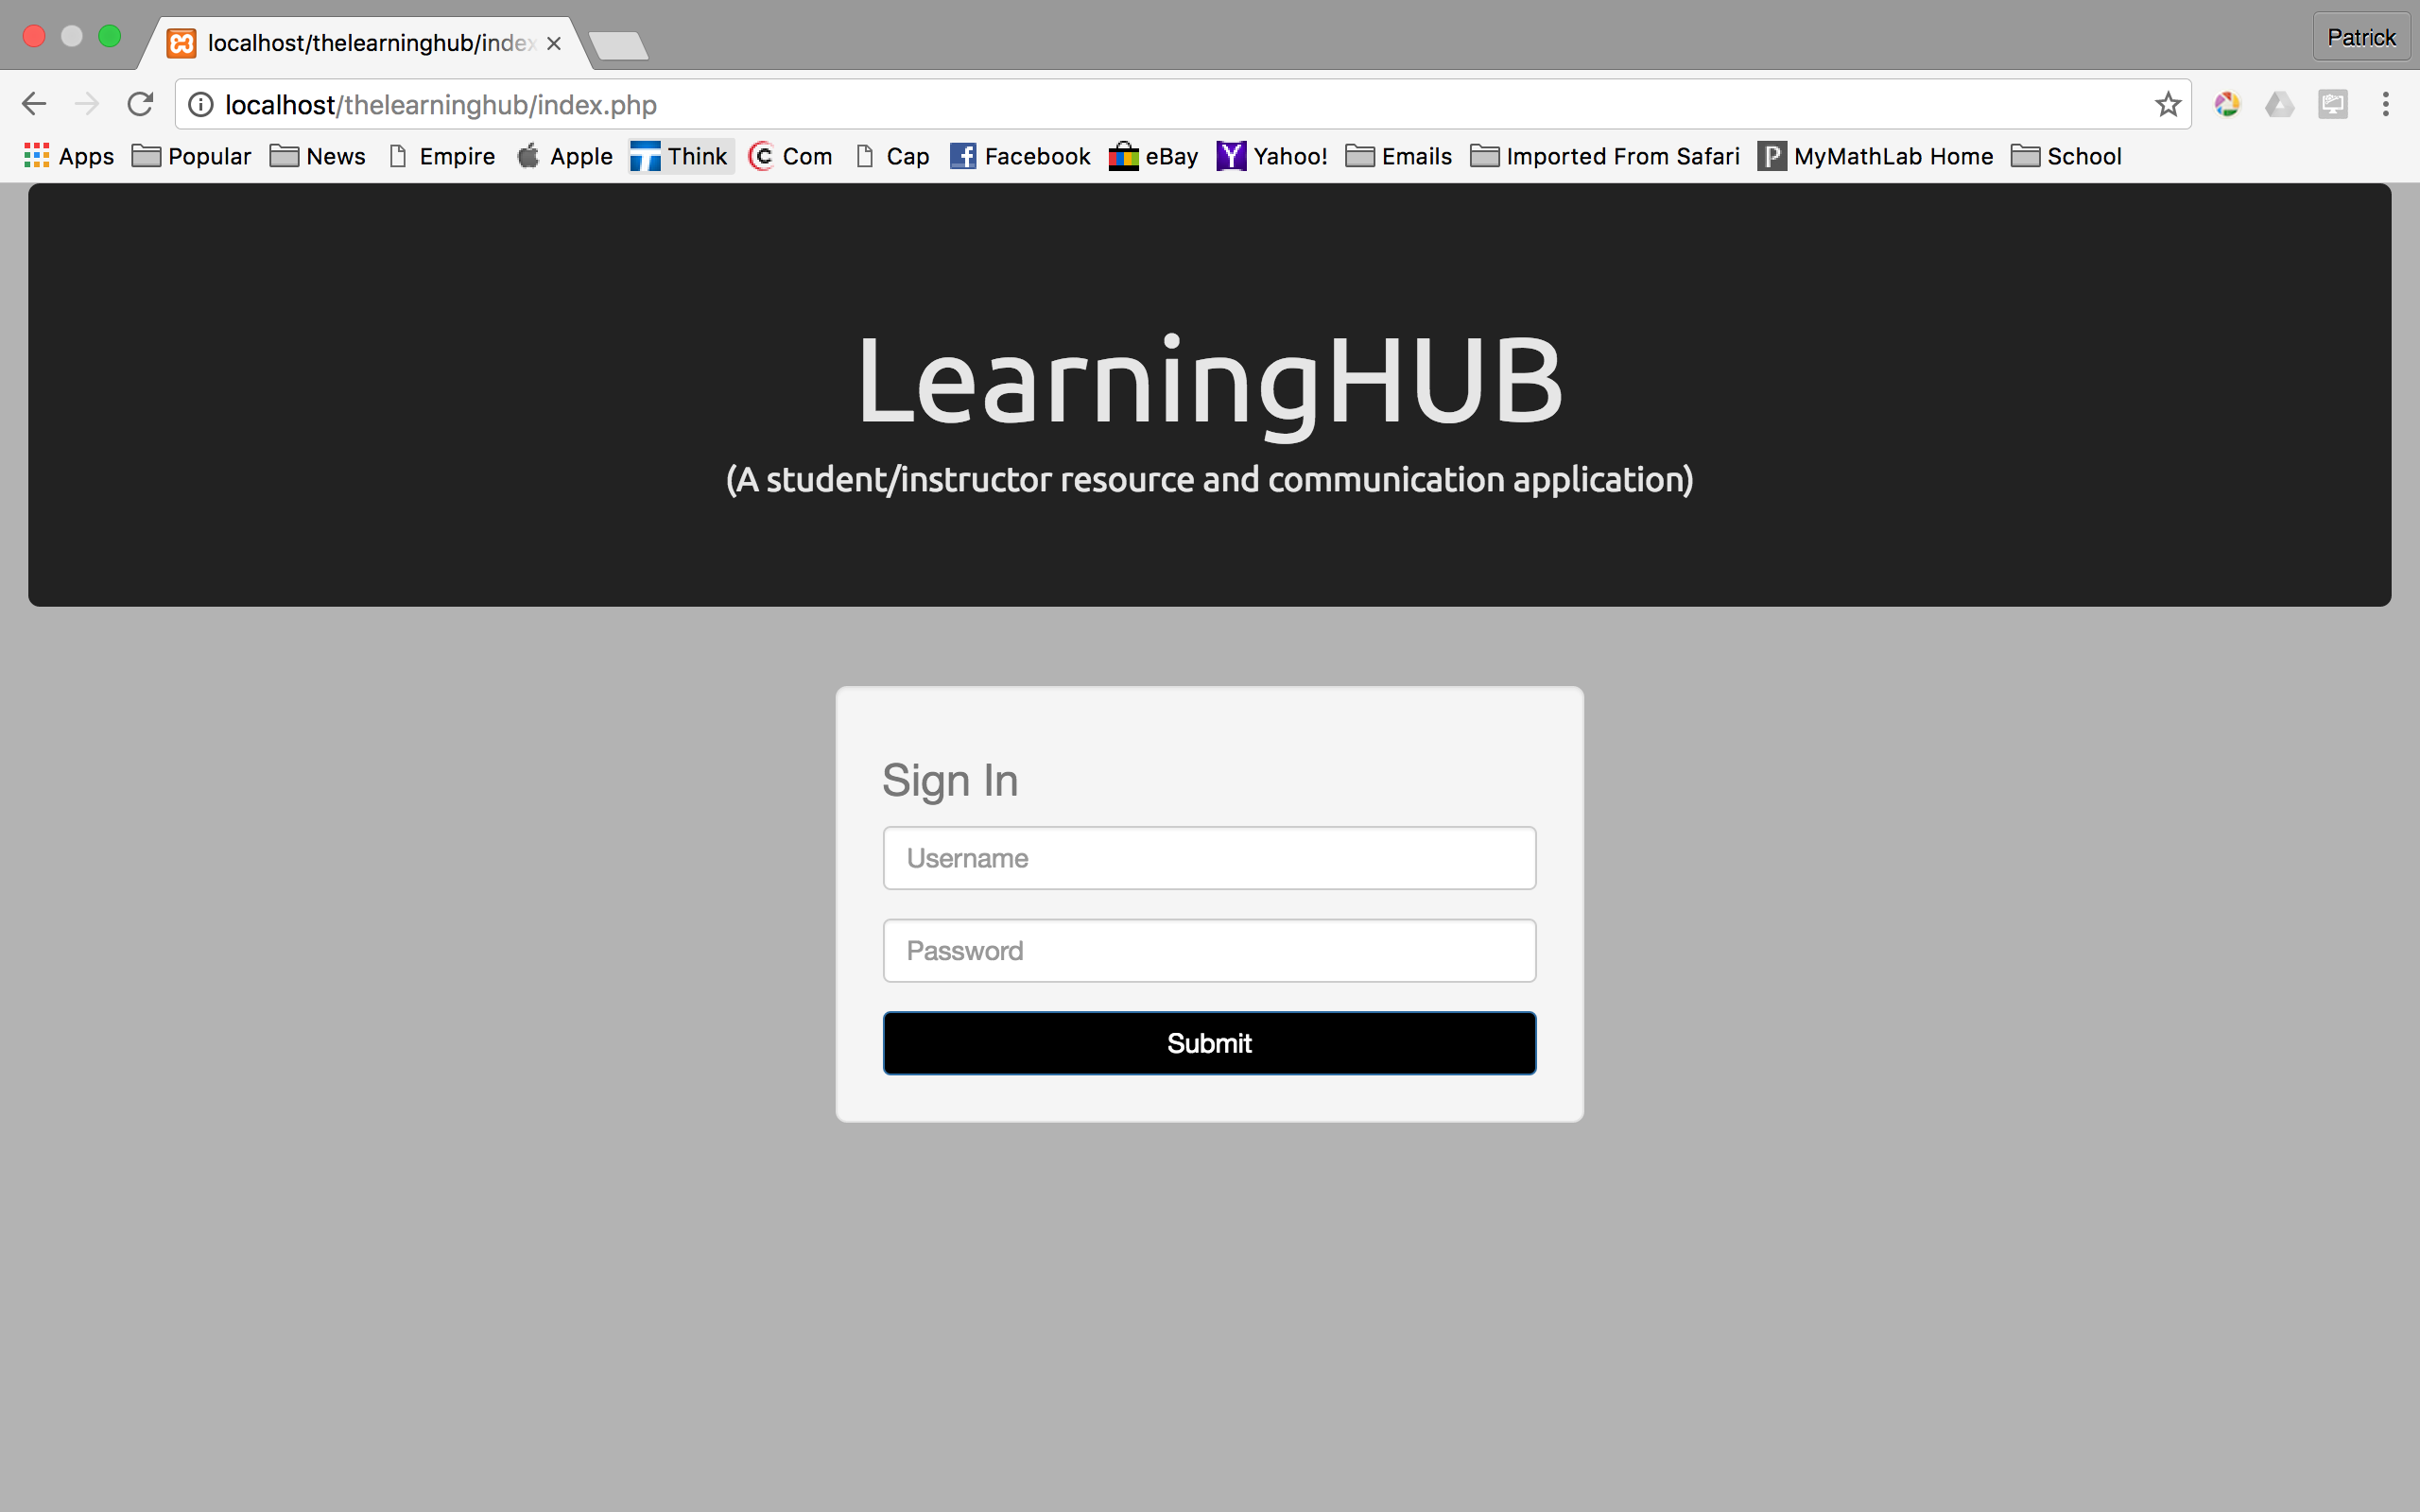 localhost/thelearninghub/index
Patrick
localhost/thelearninghub/index.php
Apps Popular News Empire Apple Think Com Cap Facebook eBay Yahoo! Emails Imported From Safari MyMathLab Home School
LearningHUB
(A student/instructor resource and communication application)
Sign In
Username
Password
Submit